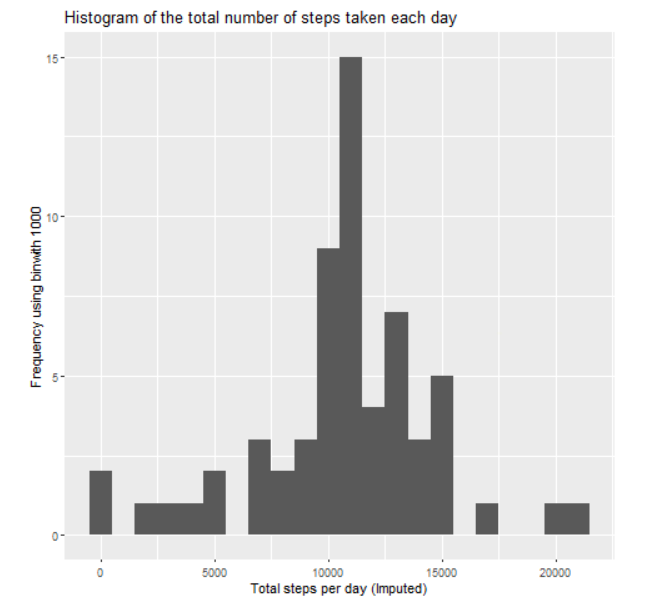 Histogram of the total number of steps taken each day
15
10
5
0
Frequency using binwith 1000
0 5000 10000 15000 20000
Total steps per day (Imputed)